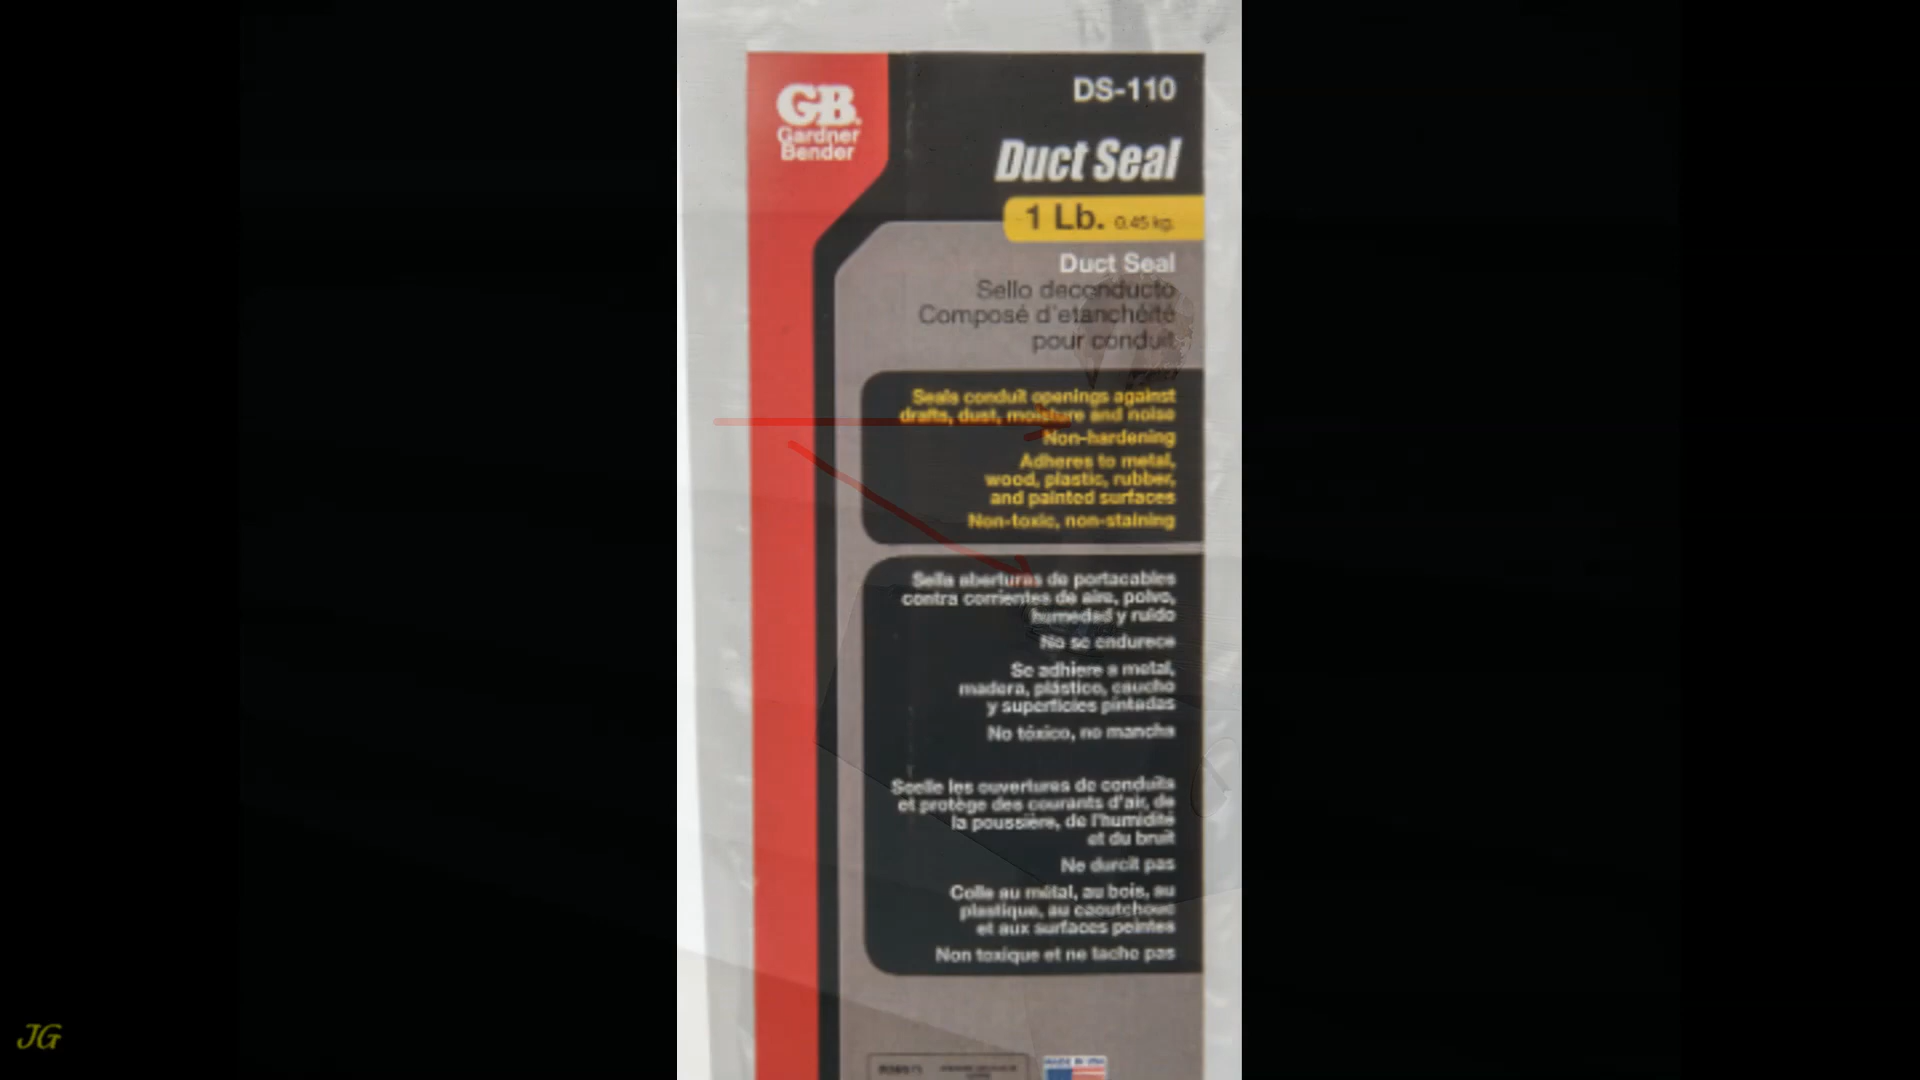 GB.
Gardner
Bender
DS-110
Duct Seal
1 Lb. 0.45 kg.
Duct Seal
Sello deconducto
Composé d'etanchéité
pour conduit
Seals conduit openings against
drafts, dust, moisture and noise
Non-hardening
Adheres to metal,
wood, plastic, rubber,
and painted surfaces
Non-toxic, non-staining
Sella aberturas de portacables
contra corrientes de aire, polvo,
humedad y ruido
No se endurece
Se adhiere a metal,
madera, plástico, caucho
y superficies pintadas
No tóxico, no mancha
Scelle les ouvertures de conduits
et protège des courants d'air, de
la poussière, de l'humidité
et du bruit
Ne durcit pas
Colle au métal, au bois, au
plastique, au caoutchouc
et aux surfaces peintes
Non toxique et ne tache pas
MADE IN USA
JG